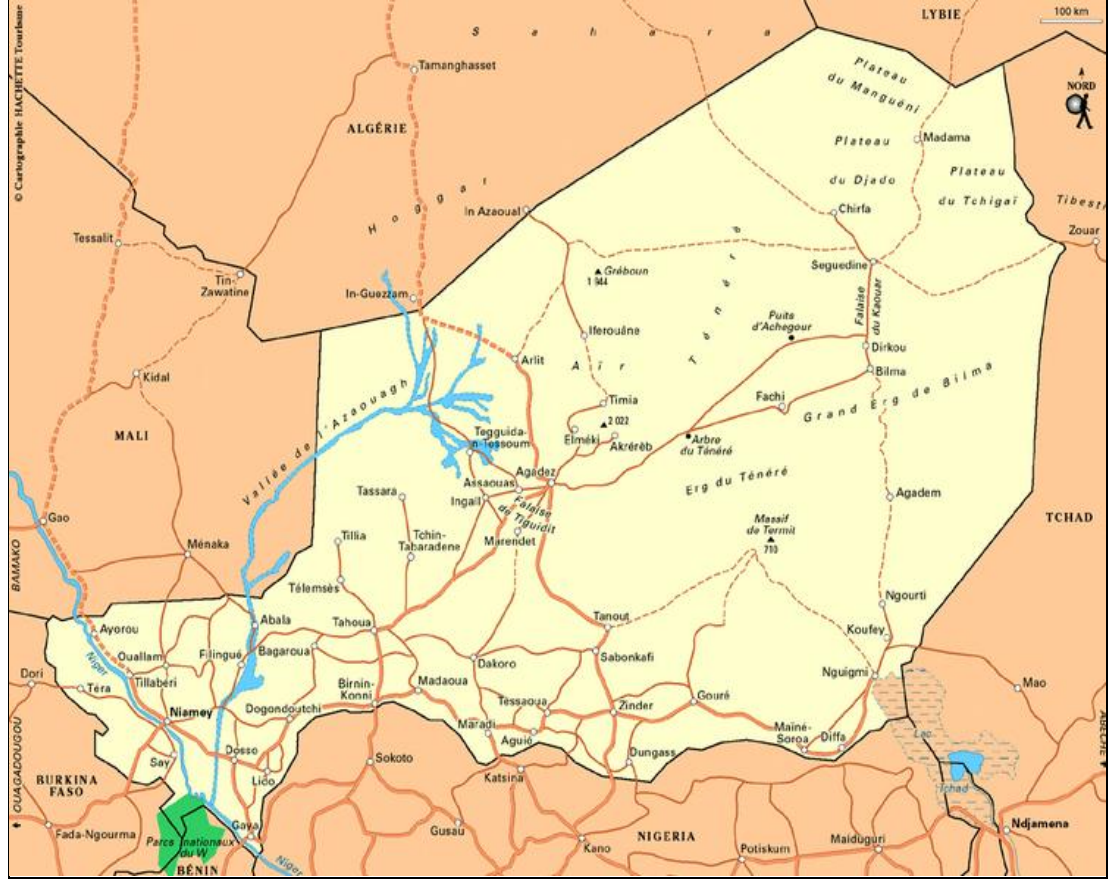 © Cartographie HACHETTE Tourisme
LYBIE
100 km
S a h a r a
Tamanghasset
Plateau
du Manguéni
NORD
ALGÉRIE
Plateau
du Djado
Madama
Plateau
du Tchigaï
Hoggar
In Azaoual
Chirfa
Tibesti
Zouar
Tessalit
Tin-
Zawatine
Seguedine
Gréboun
1 944
In-Guezzam
Ténéré
Falaise
du Kaouar
Puits
d'Achegour
Iferouâne
Dirkou
Arlit
Aïr
Bilma
Kidal
Vallée de l'Azaouagh
Timia
2 022
Fachi
Grand Erg de Bilma
MALI
Tegguida-
n-Tessoum
Elméki
Akrérèb
Arbre
du Ténéré
Agadez
Assaouas
Ingall
Erg du Ténéré
Tassara
Falaise
de Tiguidit
Agadem
Gao
Marendet
Massif
de Termit
710
TCHAD
Tillia
Tchin-
Tabaradene
Ménaka
BAMAKO
Télemsès
Ngourti
Tanout
Abala
Tahoua
Koufey
Ayorou
Niger
Ouallam
Filingué
Bagaroua
Dakoro
Sabonkafi
Nguigmi
Dori
Téra
Tillabéri
Birnin-
Konni
Madaoua
Mao
Niamey
Dogondoutchi
Tessaoua
Zinder
Gouré
Maradi
Aguié
Maïné-
Soroa
Diffa
Lac
Tchad
OUAGADOUGOU
Say
Dosso
Lido
Sokoto
Katsina
Dungass
ABÉCHÉ
BURKINA
FASO
Fada-Ngourma
Gaya
Parcs nationaux
du W
BÉNIN
Niger
Gusau
Kano
NIGERIA
Potiskum
Maiduguri
Ndjamena